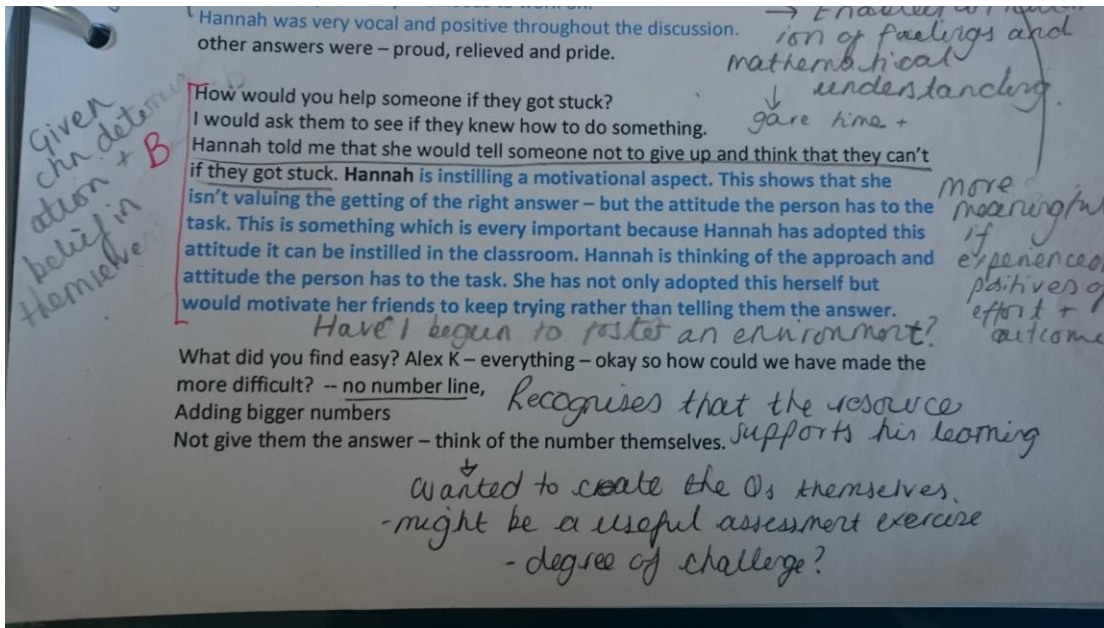 Hannah was very vocal and positive throughout the discussion.
other answers were – proud, relieved and pride.
ion of feelings and
mathematical
understanding.
↓
gave time +
How would you help someone if they got stuck?
I would ask them to see if they knew how to do something.
Hannah told me that she would tell someone not to give up and think that they can't
if they got stuck. Hannah is instilling a motivational aspect. This shows that she
isn't valuing the getting of the right answer – but the attitude the person has to the
task. This is something which is every important because Hannah has adopted this
attitude it can be instilled in the classroom. Hannah is thinking of the approach and
attitude the person has to the task. She has not only adopted this herself but
would motivate her friends to keep trying rather than telling them the answer.
Given
chn determin
ation +
belief in
themselves
B
more
meaningful
if
experienced
positives of
effort +
outcome
Have I begun to foster an environment?
What did you find easy? Alex K – everything – okay so how could we have made the
more difficult? -- no number line,
Adding bigger numbers
Not give them the answer – think of the number themselves.
Recognises that the resource
supports his learning
↓
wanted to create the Qs themselves.
- might be a useful assessment exercise
- degree of challenge?